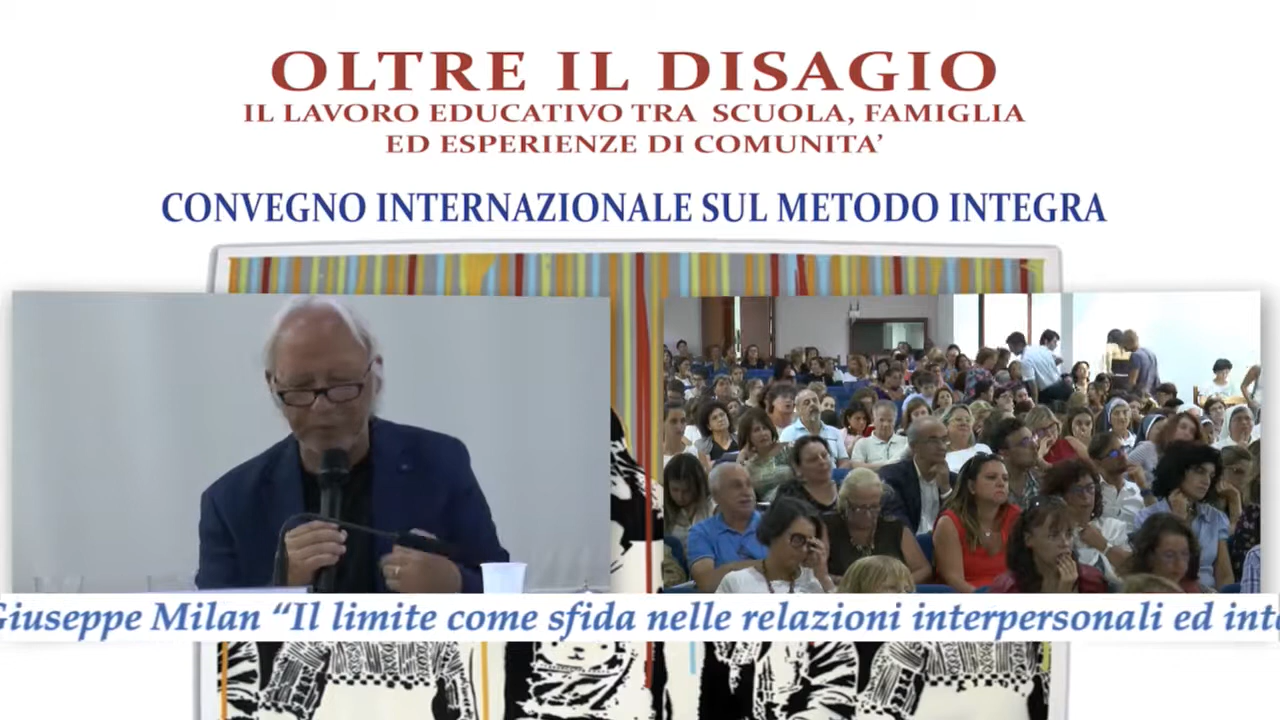 OLTRE IL DISAGIO
IL LAVORO EDUCATIVO TRA SCUOLA, FAMIGLIA
ED ESPERIENZE DI COMUNITA’
CONVEGNO INTERNAZIONALE SUL METODO INTEGRA
Giuseppe Milan “Il limite come sfida nelle relazioni interpersonali ed